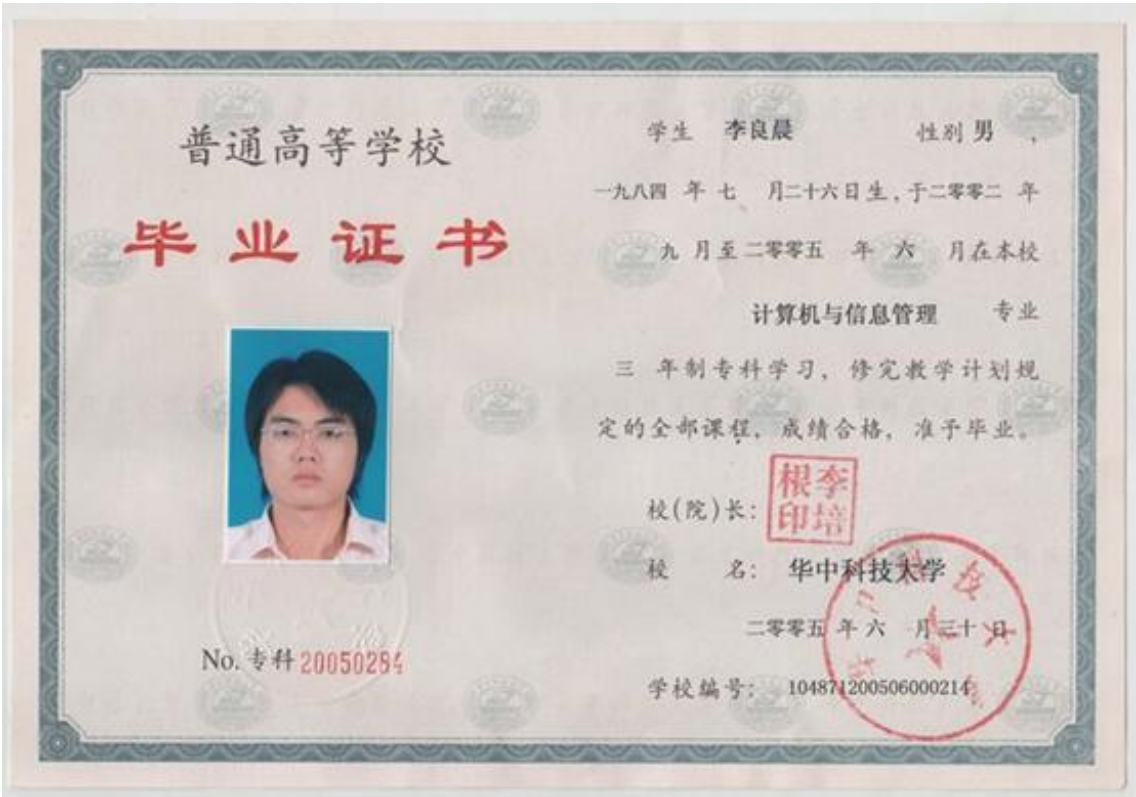 普通高等学校
毕业证书
No. 专科 20050284
学生 李良晨 性别 男 ,
一九八四 年 七 月二十六日生,于二零零二 年
九 月至二零零五 年 六 月在本校
计算机与信息管理 专业
三 年制专科学习,修完教学计划规
定的全部课程,成绩合格,准予毕业。
校(院)长: 李培根印
校 名: 华中科技大学
二零零五 年 六 月三十 日
学校编号: 104871200506000214